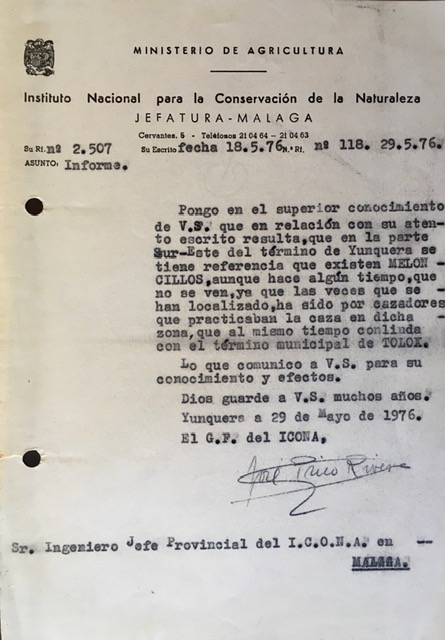 MINISTERIO DE AGRICULTURA
Instituto Nacional para la Conservación de la Naturaleza
JEFATURA-MALAGA
Cervantes, 5 - Teléfonos 21 04 64 - 21 04 63
Su Rf. nº 2.507 Su Escrito fecha 18.5.76. N.ª Rf. nº 118. 29.5.76.
ASUNTO: Informe.
Pongo en el superior conocimiento
de V.S. que en relación con su aten-
to escrito resulta, que en la parte
Sur-Este del término de Yunquera se
tiene referencia que existen MELON
CILLOS, aunque hace algún tiempo, que
no se ven, ya que las veces que se
han localizado, ha sido por cazadores
que practicaban la caza en dicha
zona, que al mismo tiempo conlinda
con el término municipal de TOLOX.
Lo que comunico a V.S. para su
conocimiento y efectos.
Dios guarde a V.S. muchos años.
Yunquera a 29 de Mayo de 1976.
El G.F. del ICONA,
José Rivera
Sr. Ingeniero Jefe Provincial del I.C.O.N.A. en --
MALAGA.